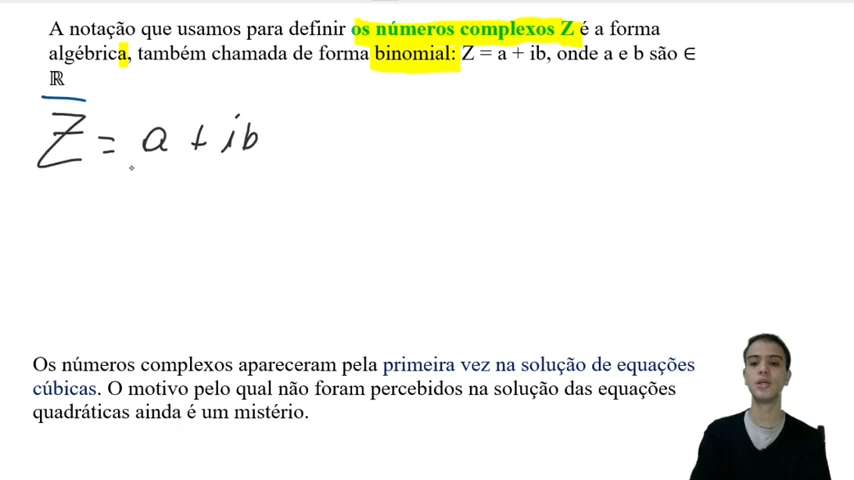 A notação que usamos para definir os números complexos Z é a forma
algébrica, também chamada de forma binomial: Z = a + ib, onde a e b são ∈
ℝ
Z = a + ib
Os números complexos apareceram pela primeira vez na solução de equações
cúbicas. O motivo pelo qual não foram percebidos na solução das equações
quadráticas ainda é um mistério.